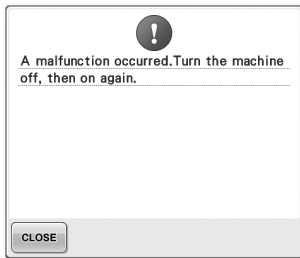 A malfunction occurred.Turn the machine
off, then on again.
CLOSE